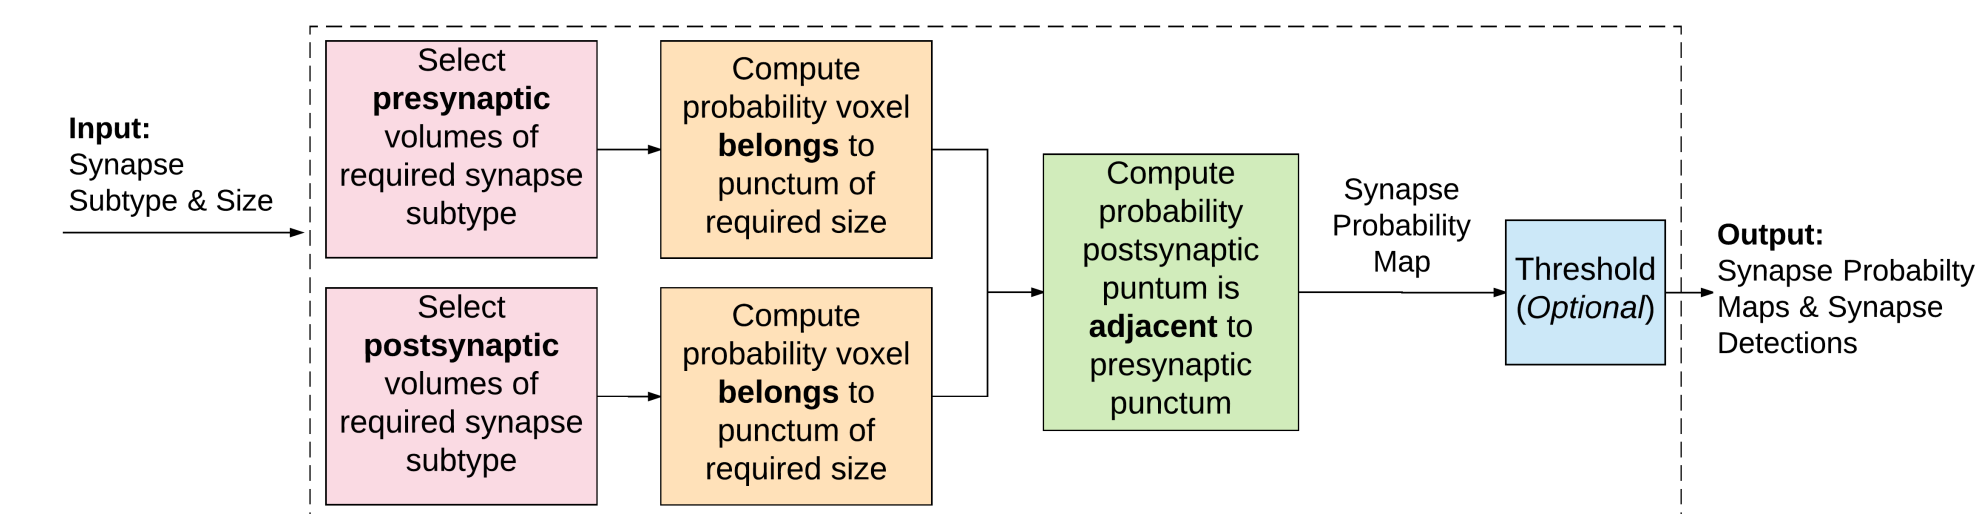 Input:
Synapse
Subtype & Size
Select
presynaptic
volumes of
required synapse
subtype
Compute
probability voxel
belongs to
punctum of
required size
Select
postsynaptic
volumes of
required synapse
subtype
Compute
probability voxel
belongs to
punctum of
required size
Compute
probability
postsynaptic
puntum is
adjacent to
presynaptic
punctum
Synapse
Probability
Map
Threshold
(Optional)
Output:
Synapse Probabilty
Maps & Synapse
Detections